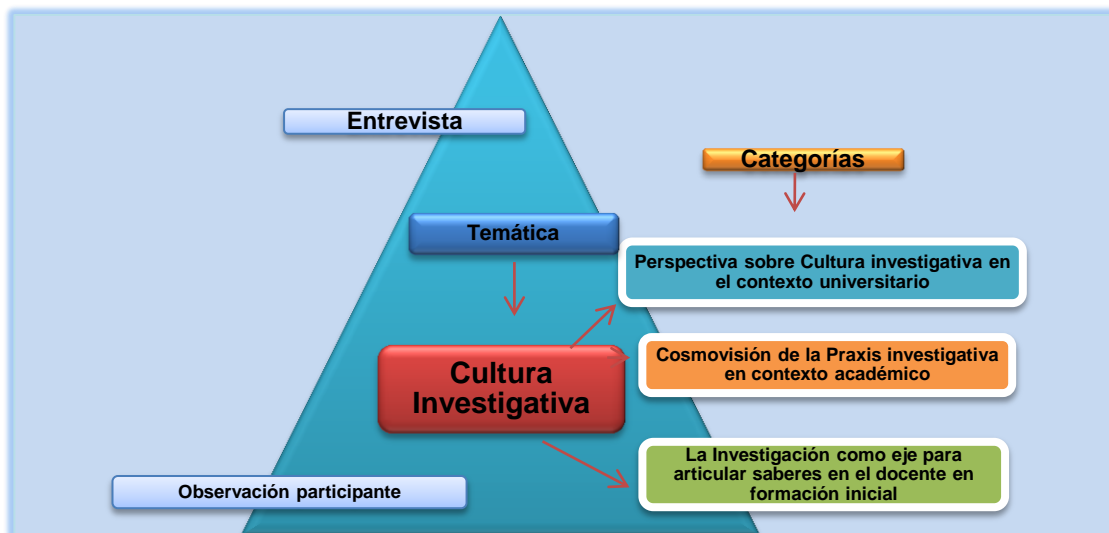 Entrevista
Categorías
Temática
Perspectiva sobre Cultura investigativa en
el contexto universitario
Cultura
Investigativa
Cosmovisión de la Praxis investigativa
en contexto académico
La Investigación como eje para
articular saberes en el docente en
formación inicial
Observación participante